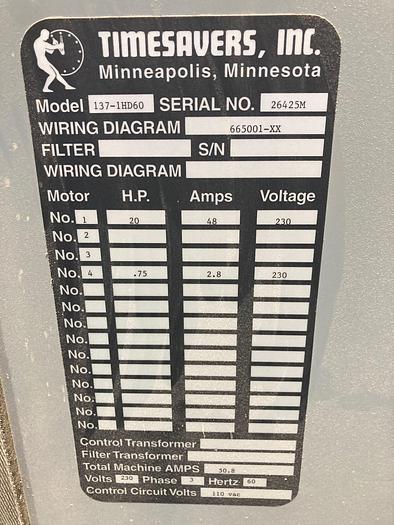 TIMESAVERS, INC.
Minneapolis, Minnesota
Model 137-1HD60 SERIAL NO. 26425M
WIRING DIAGRAM 665001-XX
FILTER S/N
WIRING DIAGRAM
Motor H.P. Amps Voltage
No. 1 20 48 230
No. 2
No. 3
No. 4 .75 2.8 230
No.
No.
No.
No.
No.
No.
No.
No.
No.
Control Transformer
Filter Transformer
Total Machine AMPS 50.8
Volts 230 Phase 3 Hertz 60
Control Circuit Volts 110 vac